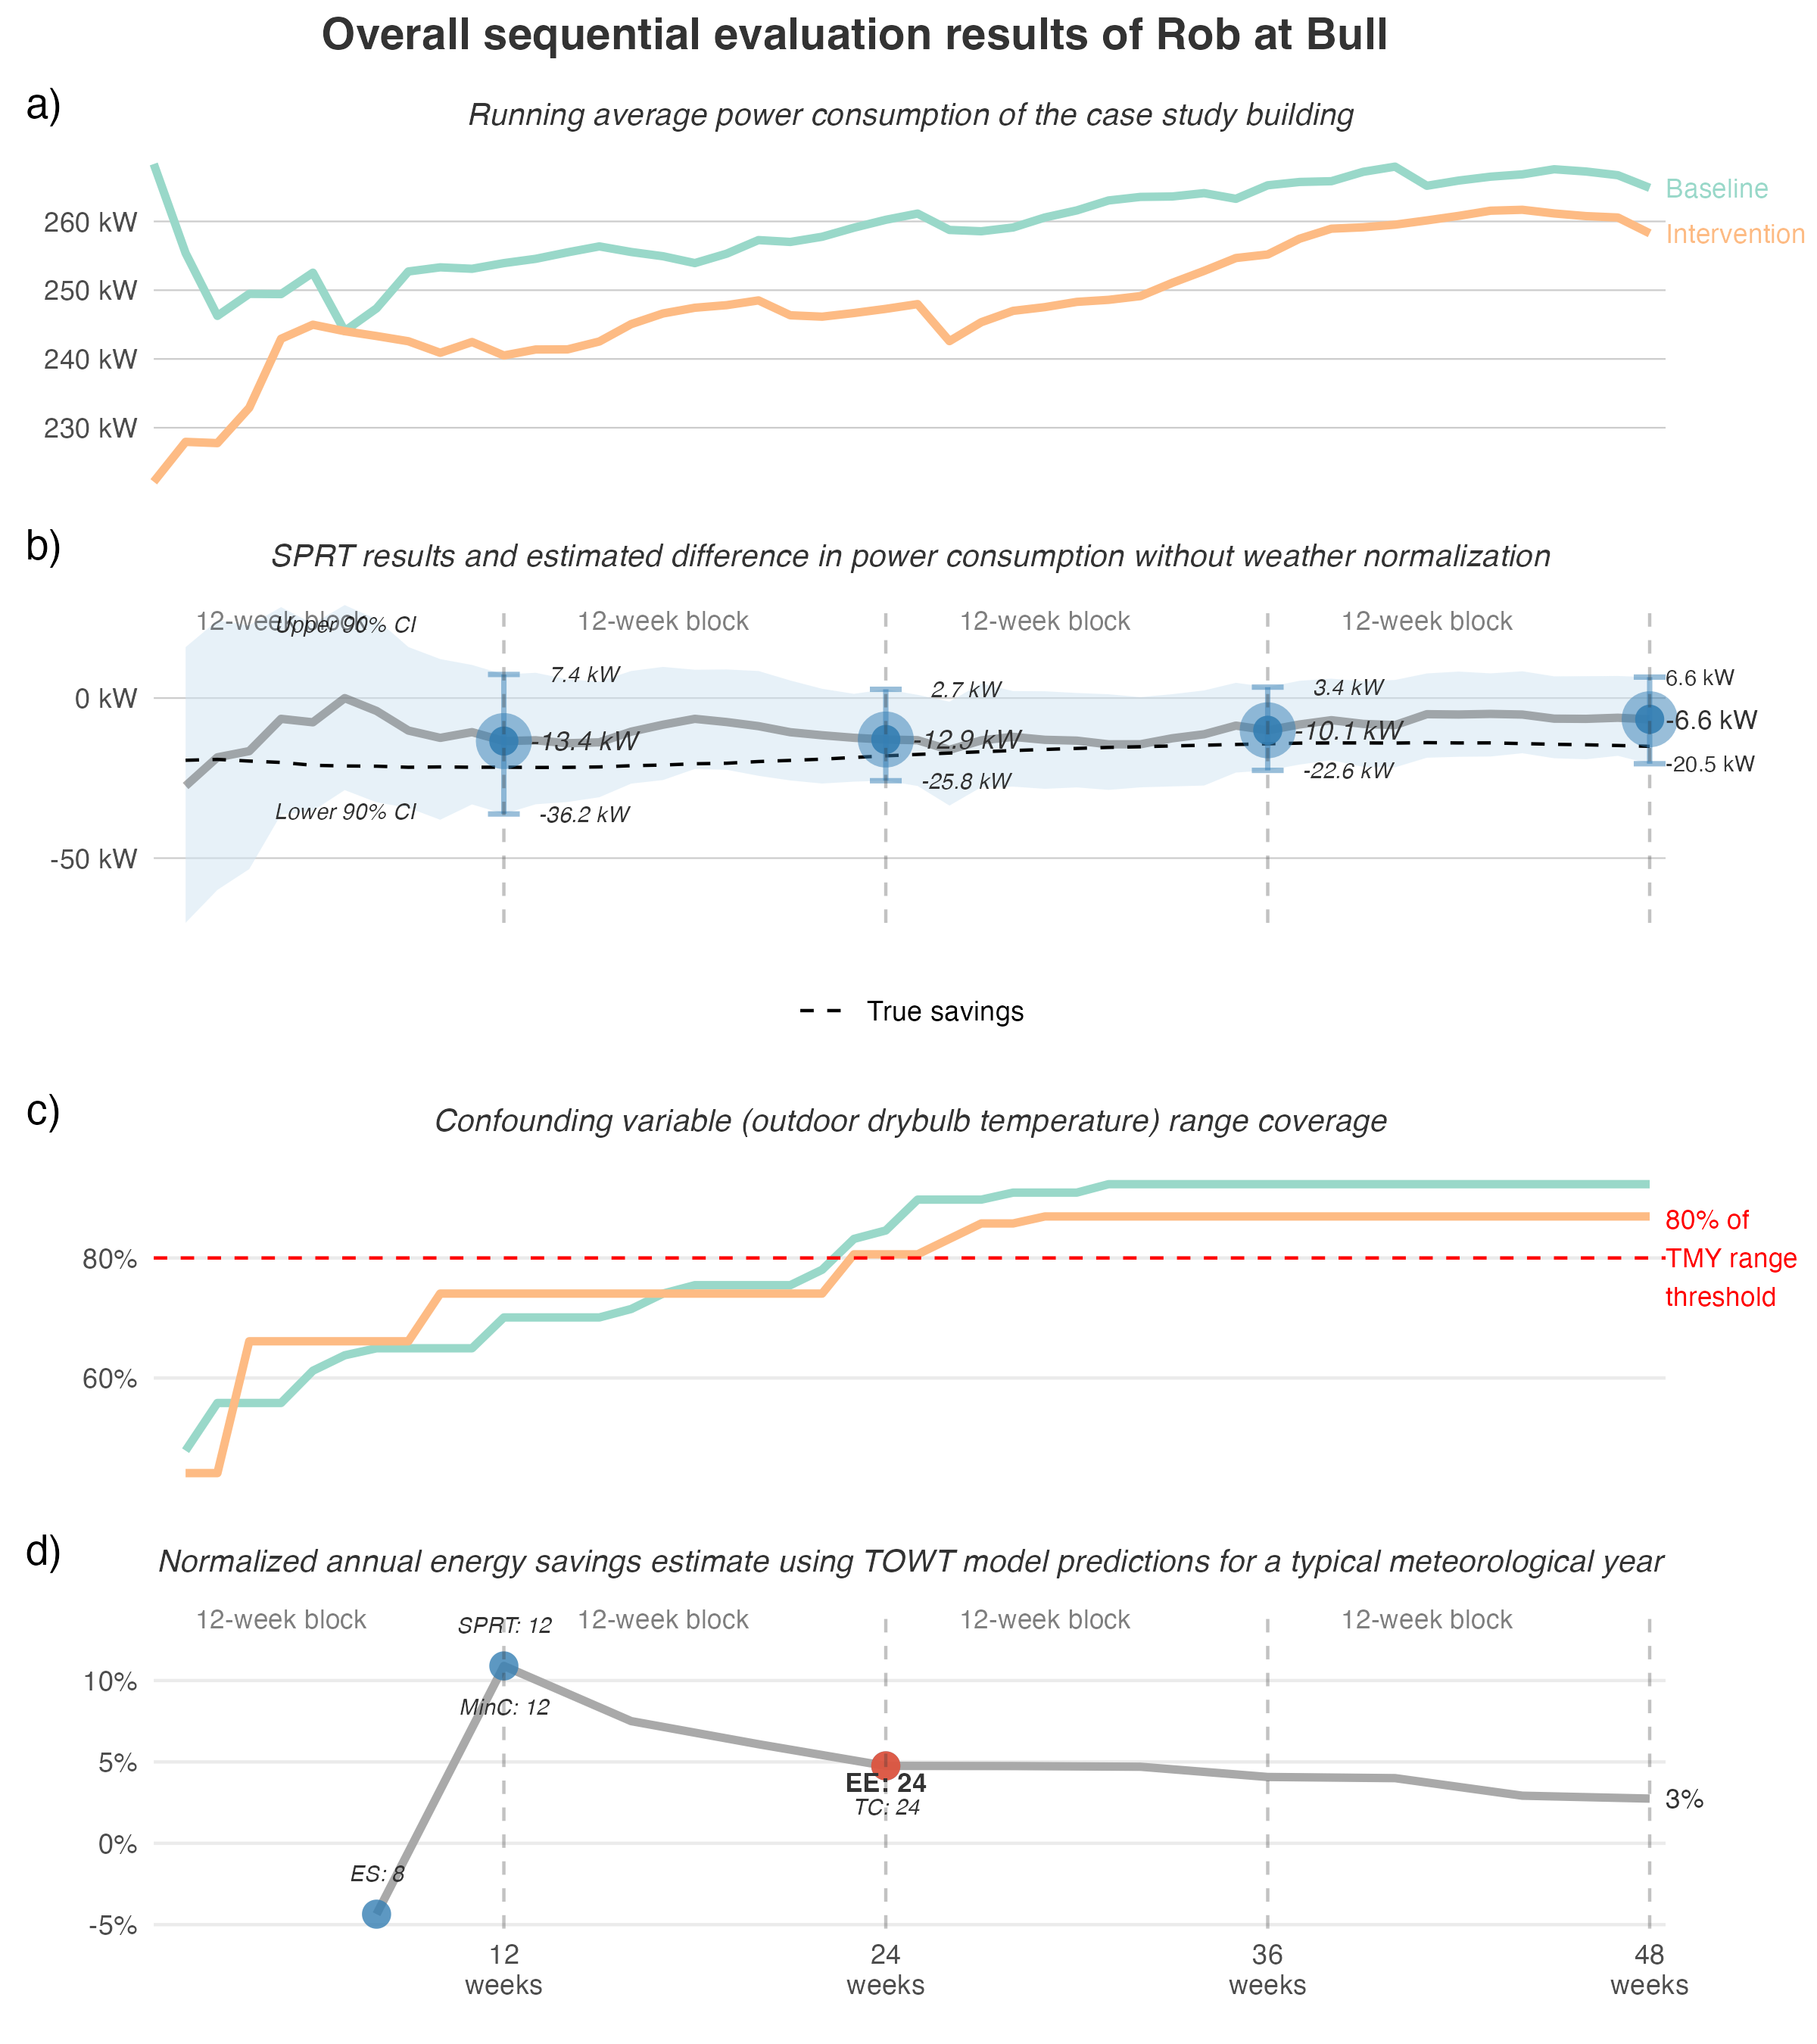 Overall sequential evaluation results of Rob at Bull
a)
Running average power consumption of the case study building
260 kW
250 kW
240 kW
230 kW
Baseline
Intervention
b)
SPRT results and estimated difference in power consumption without weather normalization
12-week block
12-week block
12-week block
12-week block
Upper 90% CI
Lower 90% CI
0 kW
-50 kW
7.4 kW
-13.4 kW
-36.2 kW
2.7 kW
-12.9 kW
-25.8 kW
3.4 kW
-10.1 kW
-22.6 kW
6.6 kW
-6.6 kW
-20.5 kW
True savings
c)
Confounding variable (outdoor drybulb temperature) range coverage
80%
60%
80% of
TMY range
threshold
d)
Normalized annual energy savings estimate using TOWT model predictions for a typical meteorological year
12-week block
12-week block
12-week block
12-week block
SPRT: 12
MinC: 12
10%
5%
0%
-5%
EE: 24
TC: 24
ES: 8
3%
12
weeks
24
weeks
36
weeks
48
weeks